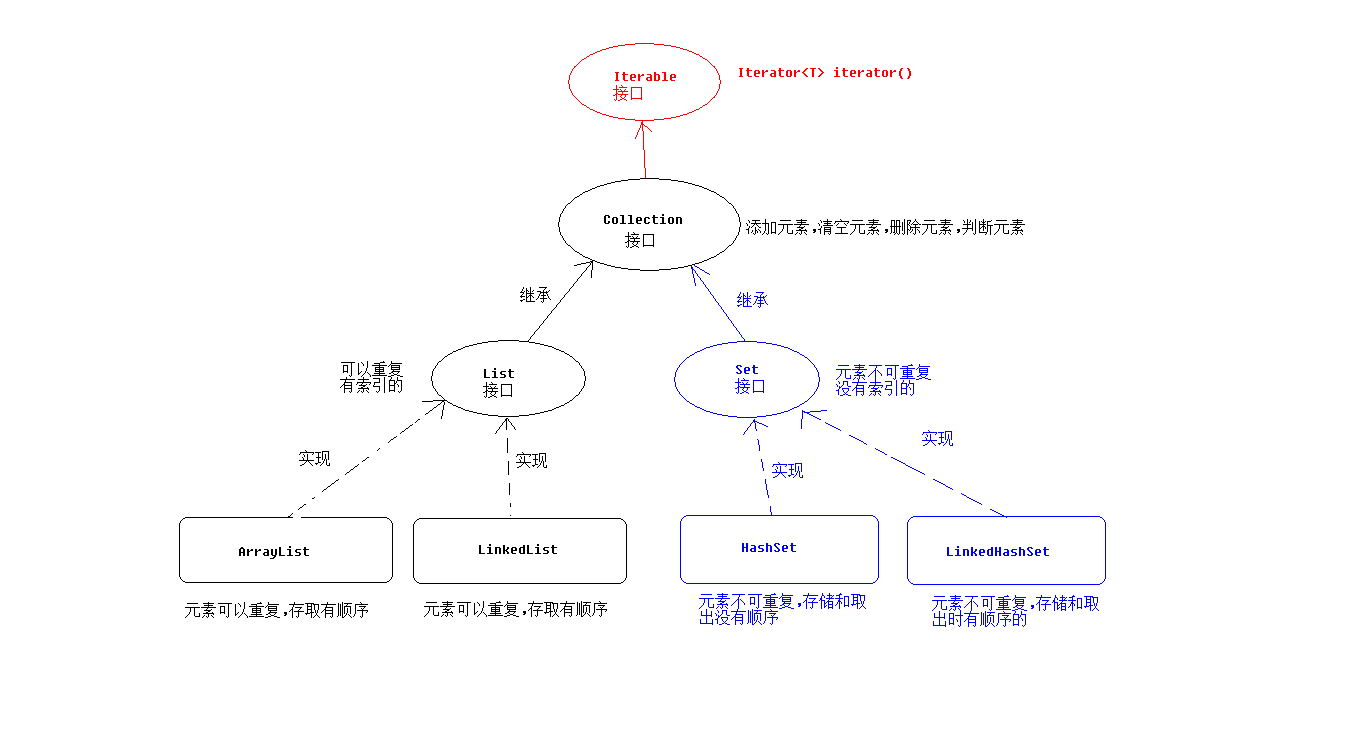 Iterable
接口
Iterator<T> iterator()
Collection
接口
添加元素,清空元素,删除元素,判断元素
继承
继承
可以重复
有索引的
List
接口
Set
接口
元素不可重复
没有索引的
实现
实现
实现
实现
ArrayList
LinkedList
HashSet
LinkedHashSet
元素可以重复,存取有顺序
元素可以重复,存取有顺序
元素不可重复,存储和取
出没有顺序
元素不可重复,存储和取
出时有顺序的